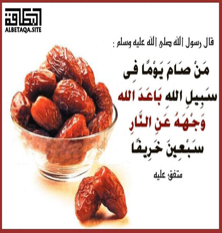 البطاقة
ALBETAQA.SITE
قال رسول الله صلى الله عليه وسلم :
مَنْ صَامَ يَوْمًا فِي
سَبِيلِ اللهِ بَاعَدَ اللهُ
وَجْهَهُ عَنِ النَّارِ
سَبْعِينَ خَرِيفًا
متفق عليه